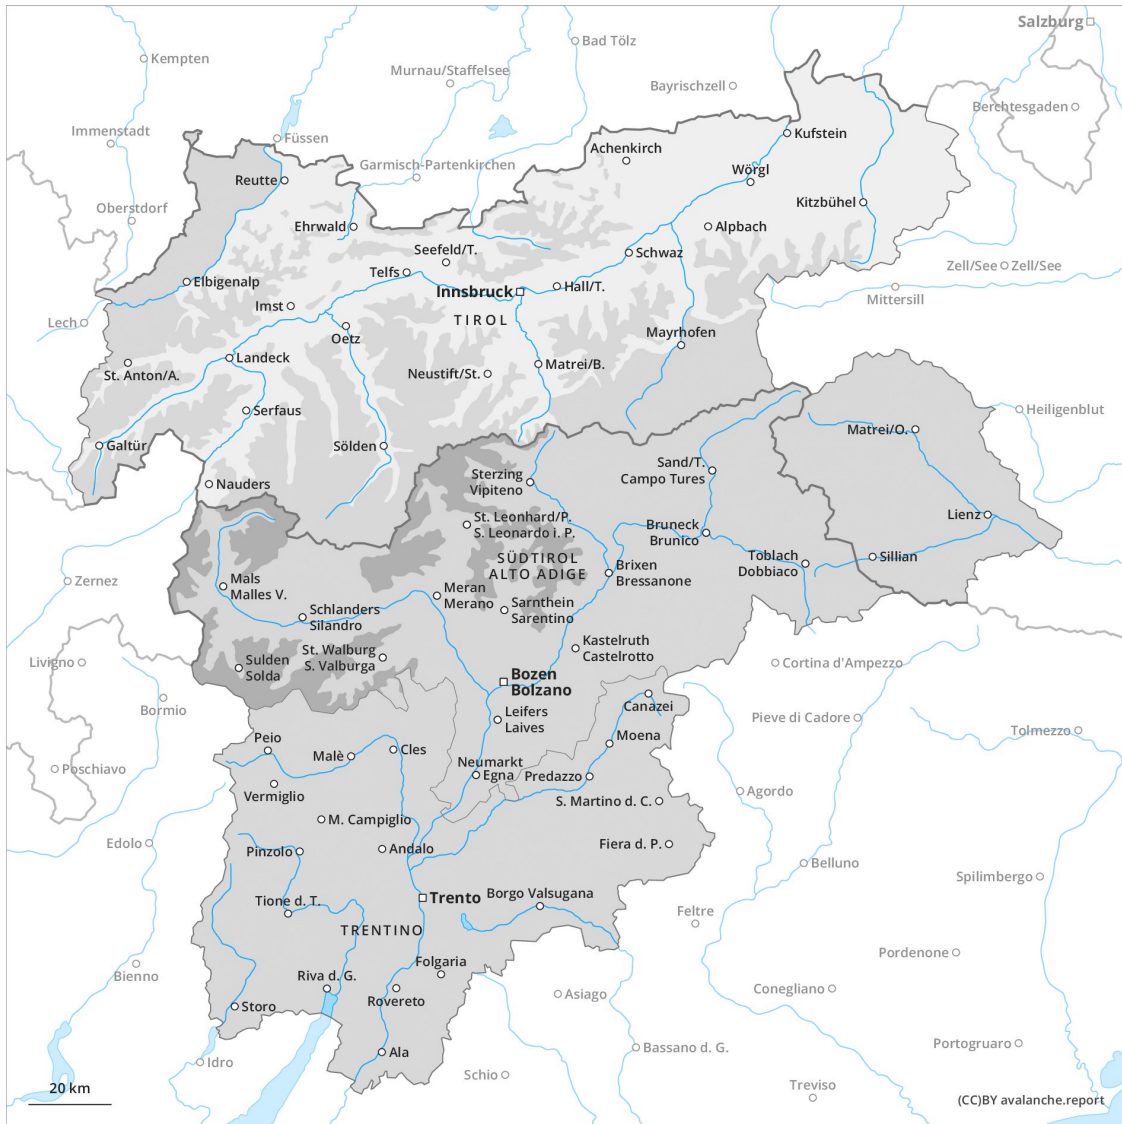 Salzburg
Bad Tölz
Kempten
Murnau/Staffelsee
Bayrischzell
Berchtesgaden
Immenstadt
Füssen
Kufstein
Achenkirch
Garmisch-Partenkirchen
Wörgl
Reutte
Oberstdorf
Kitzbühel
Ehrwald
Alpbach
Seefeld/T.
Schwaz
Telfs
Zell/See
Zell/See
Elbigenalp
Hall/T.
Innsbruck
Mittersill
Imst
TIROL
Lech
Oetz
Mayrhofen
Landeck
Matrei/B.
St. Anton/A.
Neustift/St.
Serfaus
Heiligenblut
Matrei/O.
Galtür
Sölden
Sand/T.
Campo Tures
Sterzing
Vipiteno
Nauders
St. Leonhard/P.
S. Leonardo i. P.
Lienz
Bruneck
Brunico
SÜDTIROL
ALTO ADIGE
Toblach
Dobbiaco
Sillian
Brixen
Bressanone
Zernez
Mals
Malles V.
Meran
Merano
Sarnthein
Sarentino
Schlanders
Silandro
Kastelruth
Castelrotto
St. Walburg
S. Valburga
Livigno
Sulden
Solda
Cortina d'Ampezzo
Bozen
Bolzano
Bormio
Canazei
Leifers
Laives
Pieve di Cadore
Tolmezzo
Peio
Moena
Cles
Malè
Poschiavo
Neumarkt
Egna
Predazzo
Vermiglio
Agordo
S. Martino d. C.
M. Campiglio
Edolo
Fiera d. P.
Pinzolo
Andalo
Belluno
Spilimbergo
Trento
Borgo Valsugana
Tione d. T.
Feltre
TRENTINO
Pordenone
Folgaria
Bienno
Riva d. G.
Conegliano
Asiago
Rovereto
Storo
Portogruaro
Bassano d. G.
Ala
Idro
Schio
Treviso
20 km
(CC)BY avalanche.report